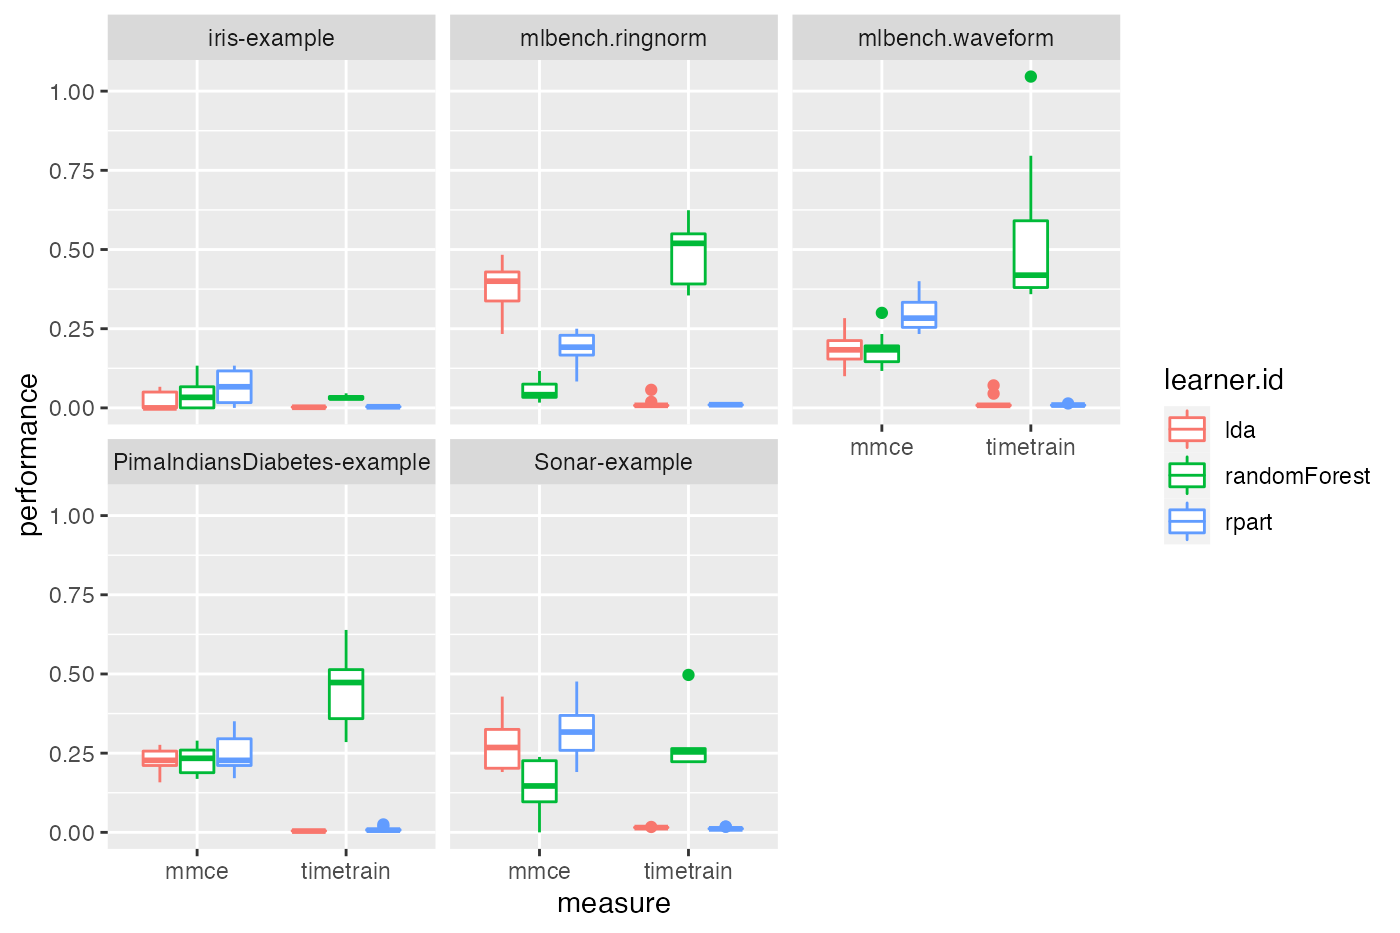 iris-example
mlbench.ringnorm
mlbench.waveform
1.00
0.75
0.50
0.25
0.00
mmce timetrain
PimaIndiansDiabetes-example
Sonar-example
1.00
0.75
0.50
0.25
0.00
mmce timetrain
mmce timetrain
measure
performance
learner.id
lda
randomForest
rpart